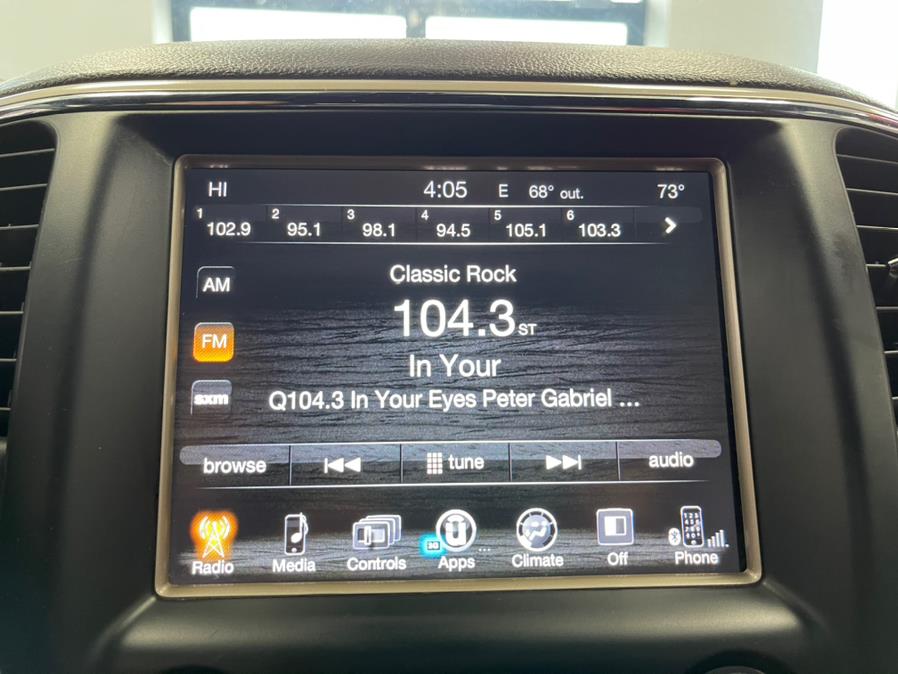 HI 4:05 E 68° out. 73°
1 102.9 2 95.1 3 98.1 4 94.5 5 105.1 6 103.3
Classic Rock
AM
104.3 ST
FM
In Your
sxm
Q104.3 In Your Eyes Peter Gabriel ...
browse tune audio
3G ...
Radio Media Controls Apps Climate Off Phone